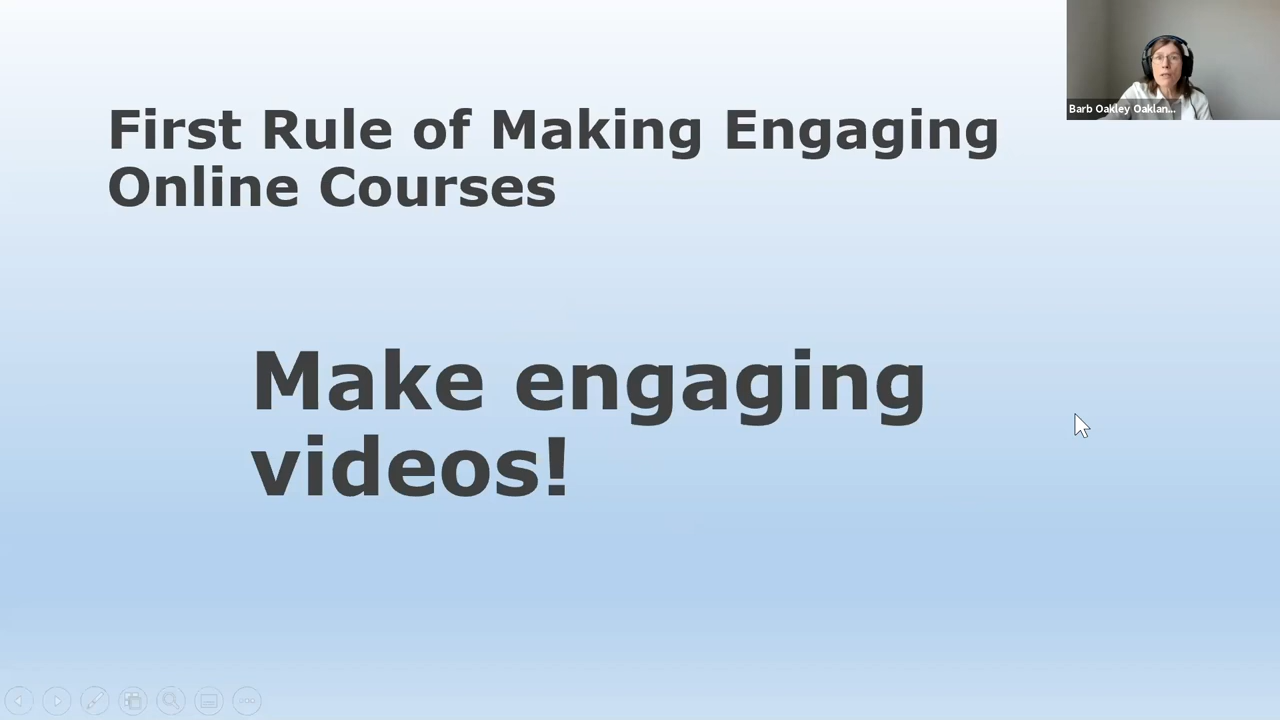 First Rule of Making Engaging
Online Courses
Make engaging
videos!
Barb Oakley Oaklan...